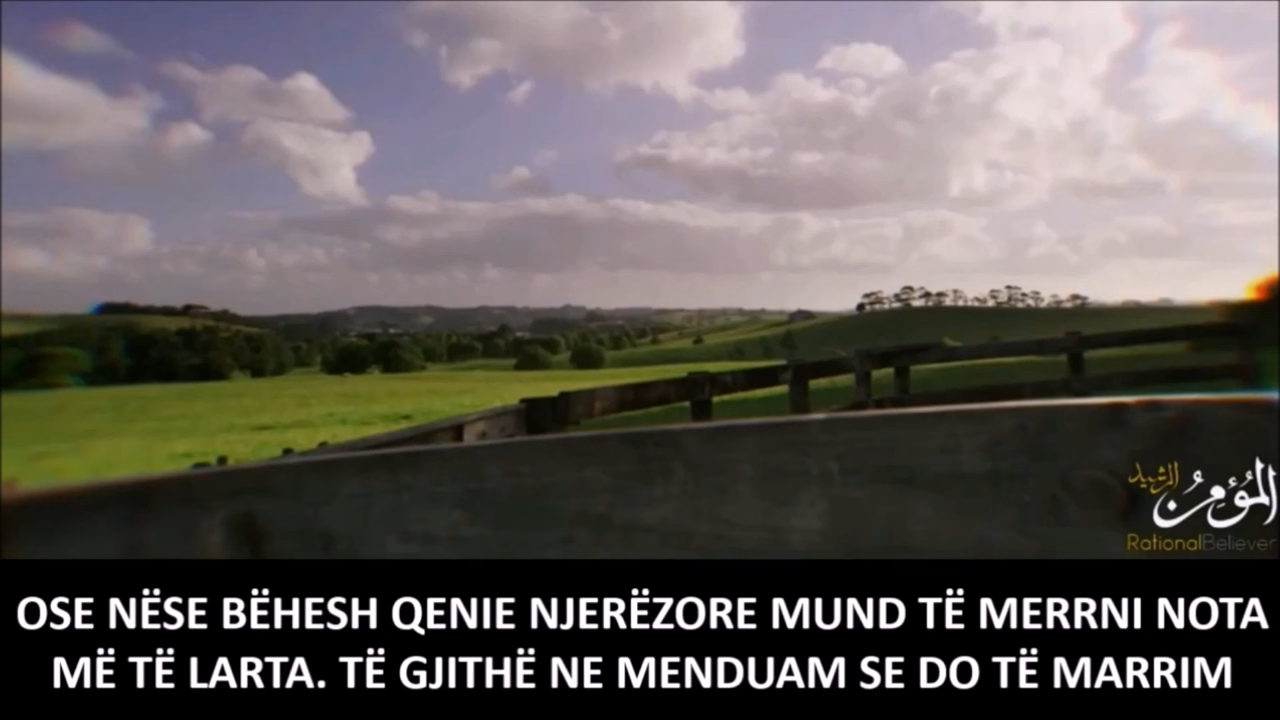 المؤمن الرشيد
RationalBeliever
OSE NËSE BËHESH QENIE NJERËZORE MUND TË MERRNI NOTA
MË TË LARTA. TË GJITHË NE MENDUAM SE DO TË MARRIM